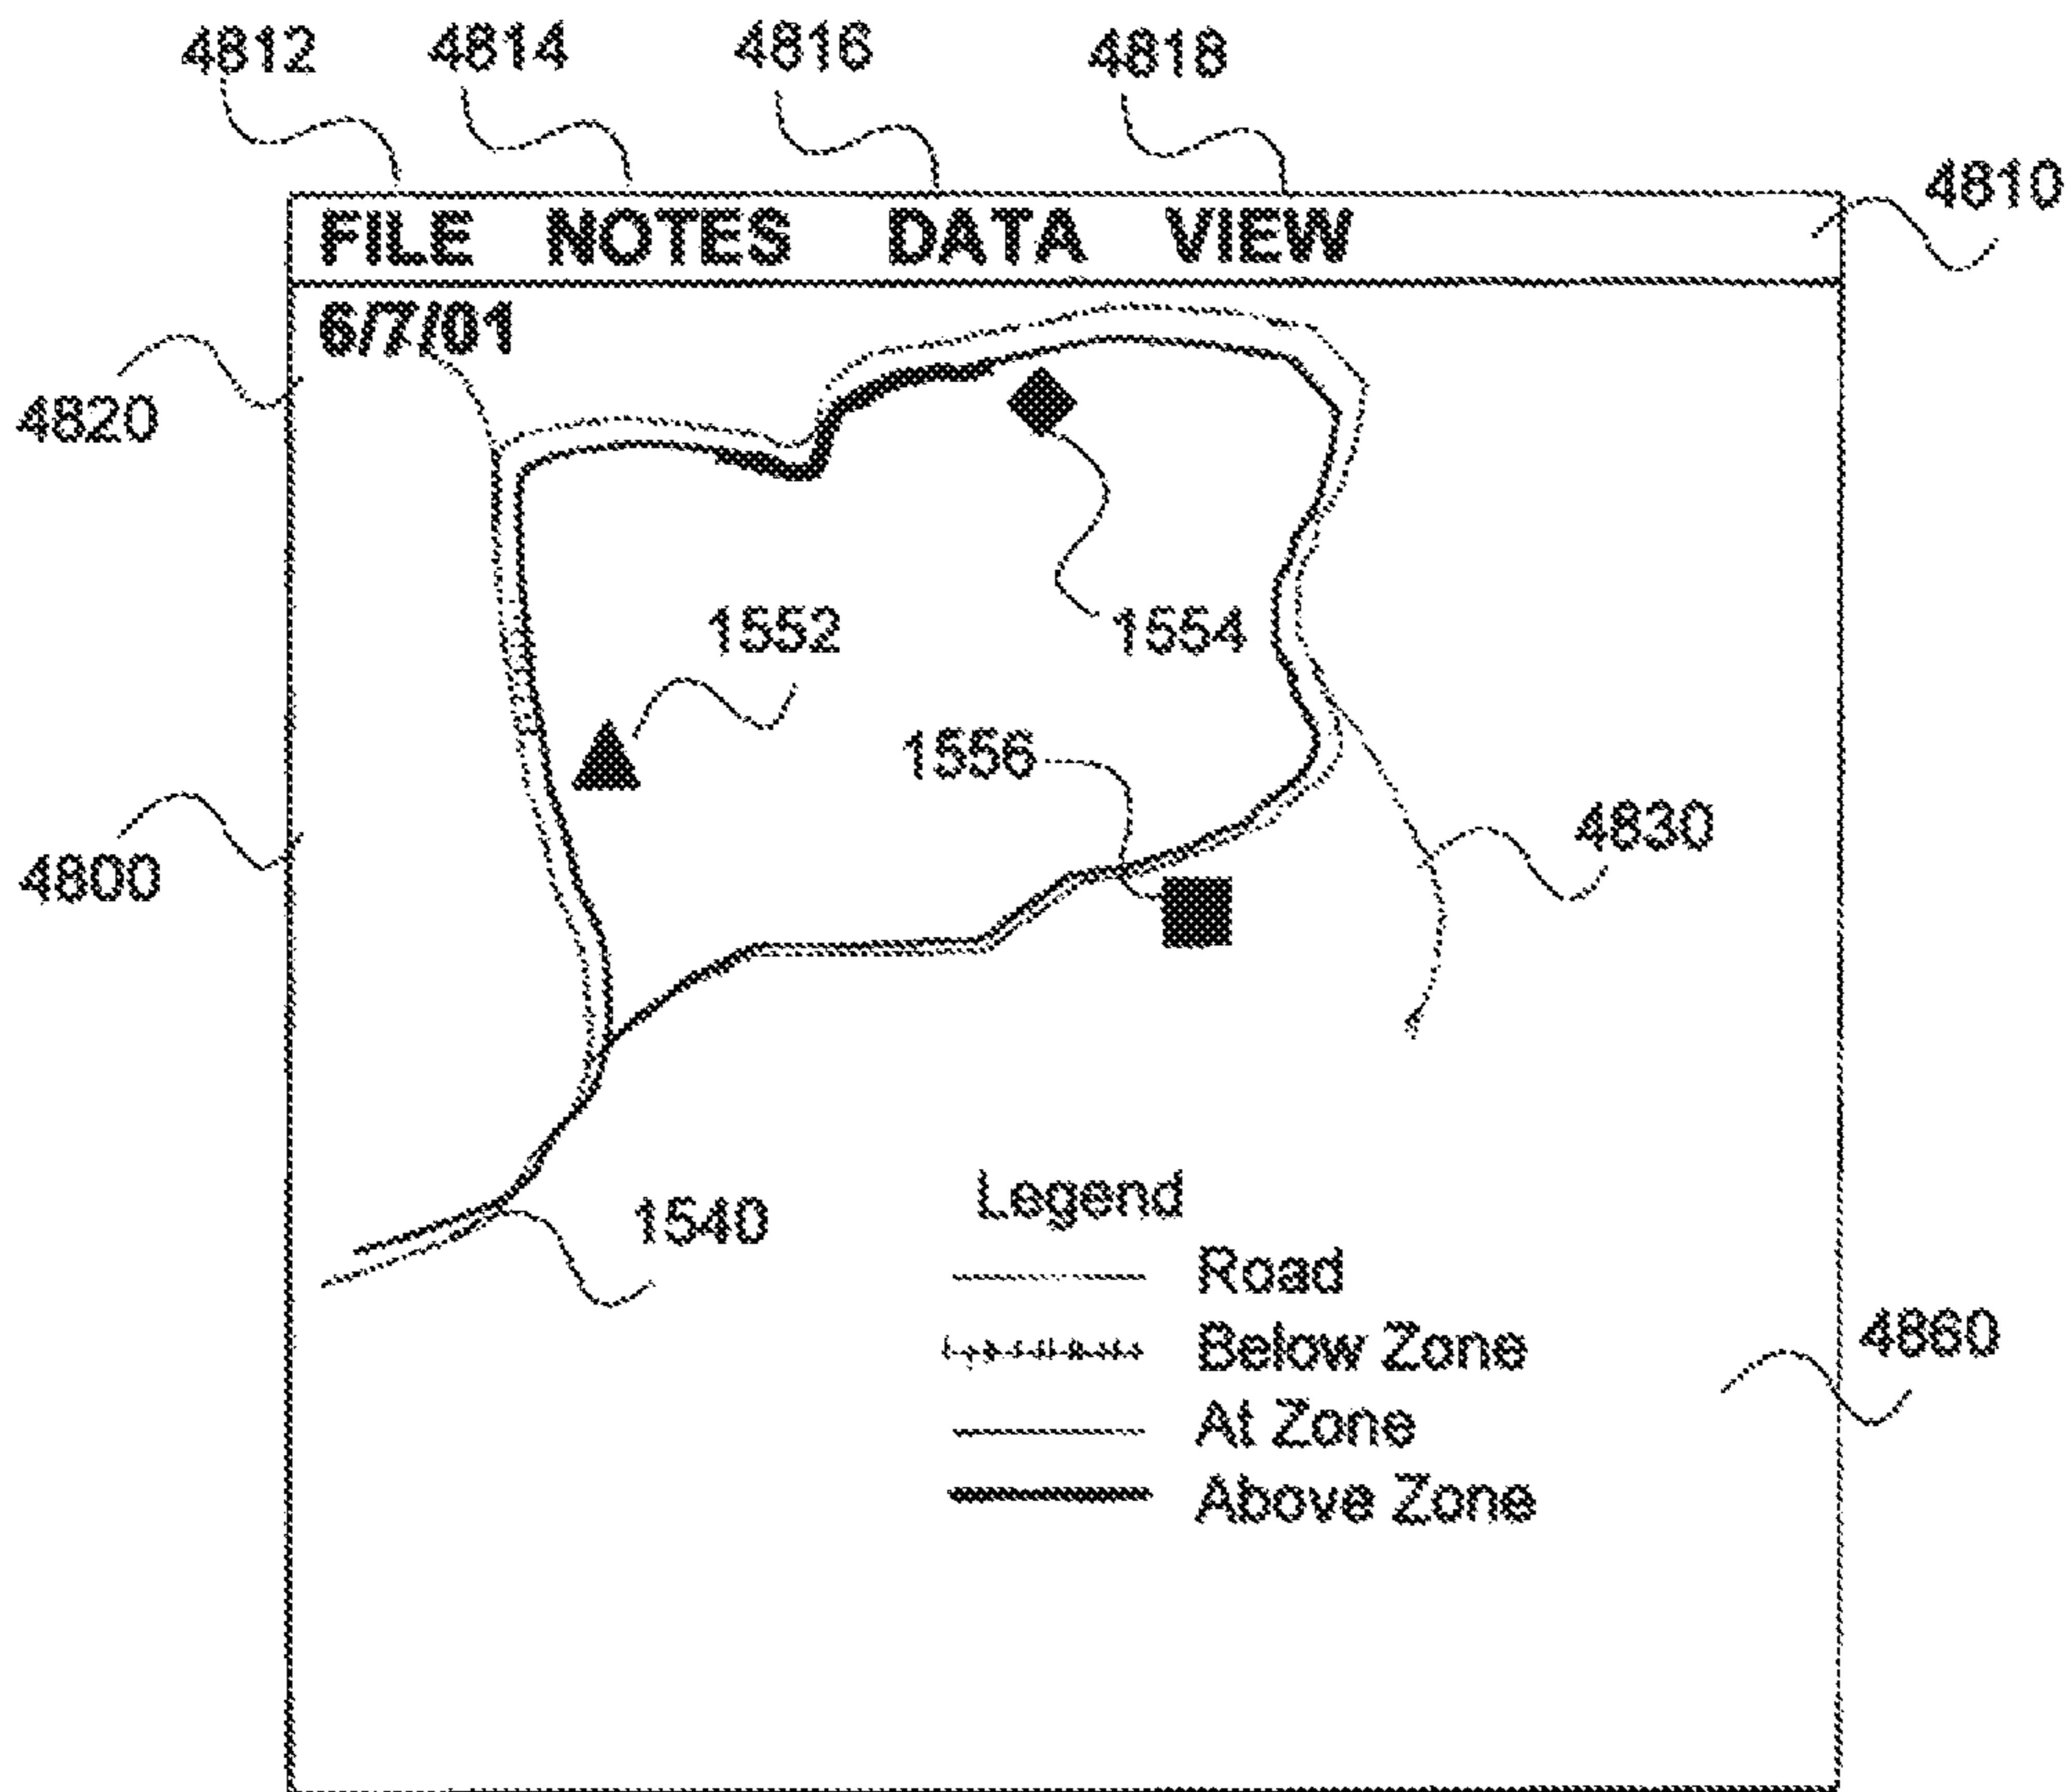 4812 4814 4816 4818
4810
FILE NOTES DATA VIEW
6/7/01
4820
1552
1554
1556
4830
4800
1540
Legend
Road
Below Zone
4860
At Zone
Above Zone